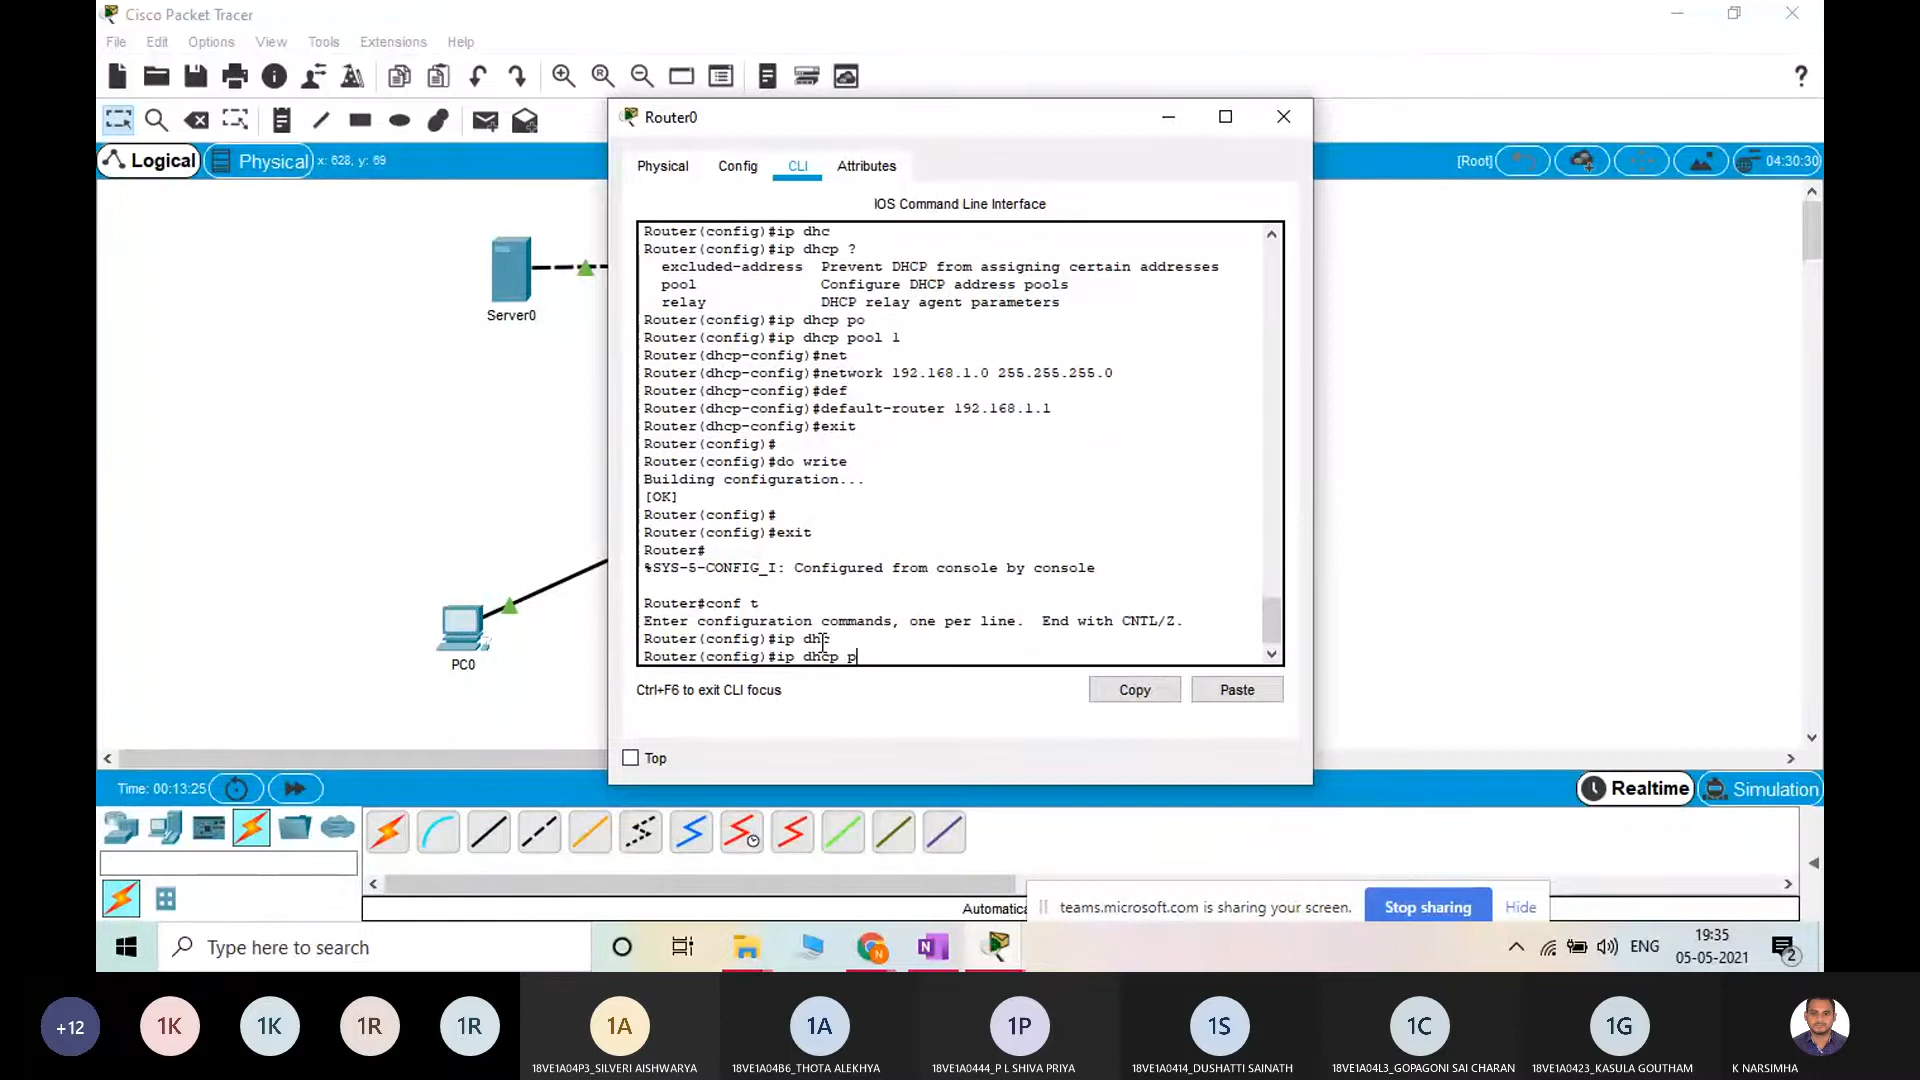 Cisco Packet Tracer
File Edit Options View Tools Extensions Help
?
Logical Physical x: 628, y: 69
[Root] 04:30:30
Server0
PC0
Router0
Physical Config CLI Attributes
IOS Command Line Interface
Router(config)#ip dhc
Router(config)#ip dhcp ?
excluded-address Prevent DHCP from assigning certain addresses
pool Configure DHCP address pools
relay DHCP relay agent parameters
Router(config)#ip dhcp po
Router(config)#ip dhcp pool 1
Router(dhcp-config)#net
Router(dhcp-config)#network 192.168.1.0 255.255.255.0
Router(dhcp-config)#def
Router(dhcp-config)#default-router 192.168.1.1
Router(dhcp-config)#exit
Router(config)#
Router(config)#do write
Building configuration...
[OK]
Router(config)#
Router(config)#exit
Router#
%SYS-5-CONFIG_I: Configured from console by console
Router#conf t
Enter configuration commands, one per line. End with CNTL/Z.
Router(config)#ip dhc
Router(config)#ip dhcp p
Ctrl+F6 to exit CLI focus
Copy Paste
Top
Time: 00:13:25
Realtime Simulation
Automatica
teams.microsoft.com is sharing your screen. Stop sharing Hide
Type here to search
N N
ENG
19:35
05-05-2021
2
+12 1K 1K 1R 1R 1A 1A 1P 1S 1C 1G
18VE1A04P3_SILVERI AISHWARYA
18VE1A04B6_THOTA ALEKHYA
18VE1A0444_P L SHIVA PRIYA
18VE1A0414_DUSHATTI SAINATH
18VE1A04L3_GOPAGONI SAI CHARAN
18VE1A0423_KASULA GOUTHAM
K NARSIMHA